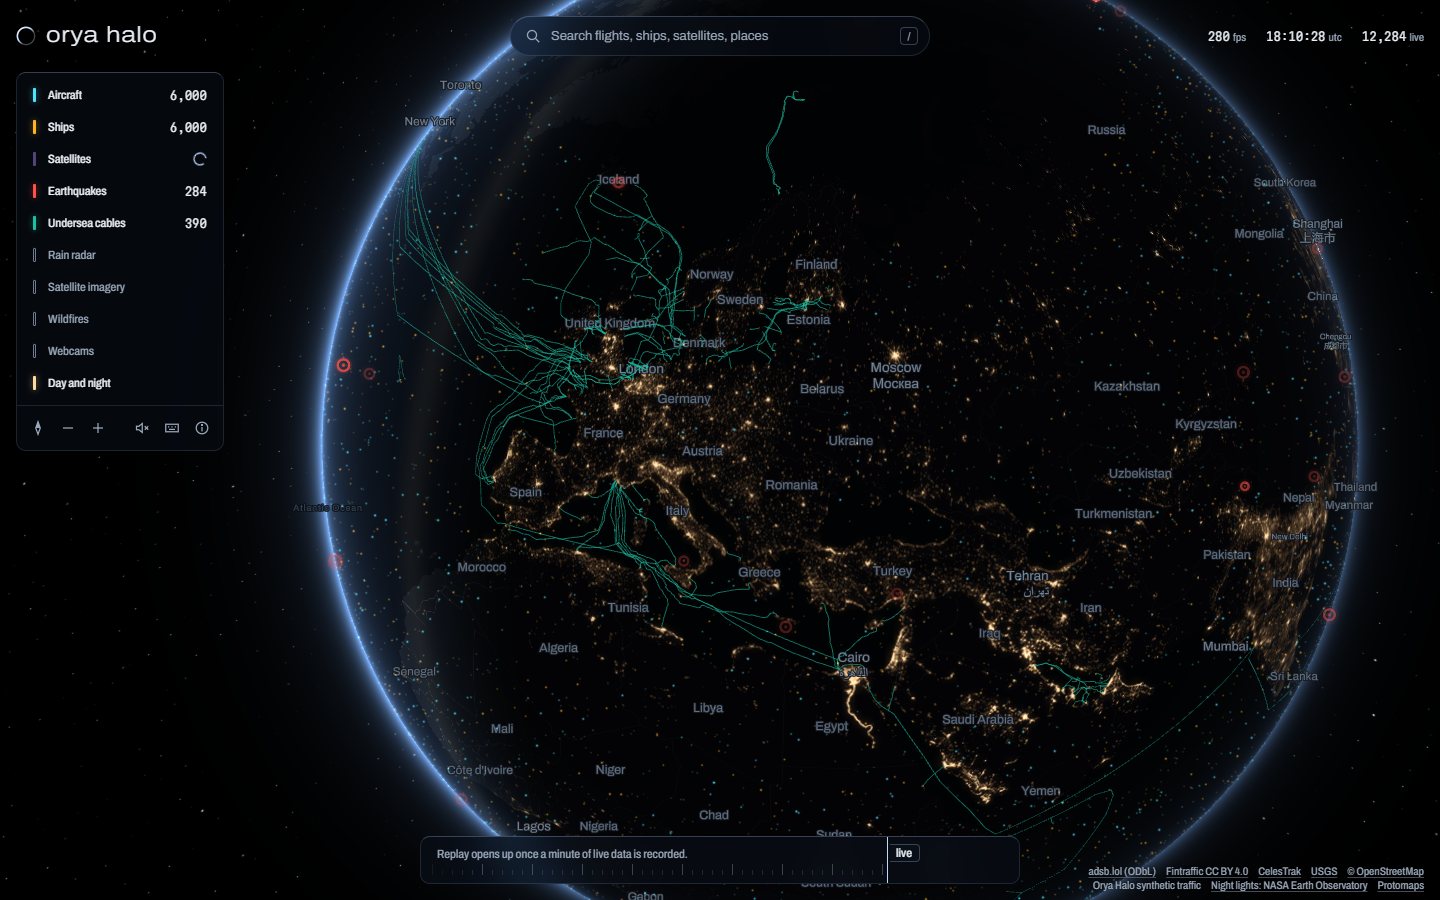 orya halo
Search flights, ships, satellites, places
/
280 fps
18:10:28 utc
12,284 live
Aircraft 6,000
Ships 6,000
Satellites
Earthquakes 284
Undersea cables 390
Rain radar
Satellite imagery
Wildfires
Webcams
Day and night
Toronto
New York
Russia
Iceland
South Korea
Shanghai
上海市
Mongolia
Norway
Finland
Sweden
China
United Kingdom
Estonia
Denmark
Chengdu
London
Moscow
Москва
Belarus
Kazakhstan
Germany
France
Kyrgyzstan
Ukraine
Austria
Uzbekistan
Romania
Spain
Nepal
Thailand
Myanmar
Atlantic Ocean
Italy
Turkmenistan
New Delhi
Pakistan
Morocco
Greece
Turkey
Tehran
تهران
India
Tunisia
Iran
Iraq
Algeria
Mumbai
Cairo
Senegal
Sri Lanka
Libya
Saudi Arabia
Egypt
Mali
Côte d'Ivoire
Niger
Yemen
Chad
Lagos
Nigeria
Sudan
Replay opens up once a minute of live data is recorded.
live
South Sudan
Gabon
adsb.lol (ODbL) Fintraffic CC BY 4.0 CelesTrak USGS © OpenStreetMap
Orya Halo synthetic traffic Night lights: NASA Earth Observatory Protomaps